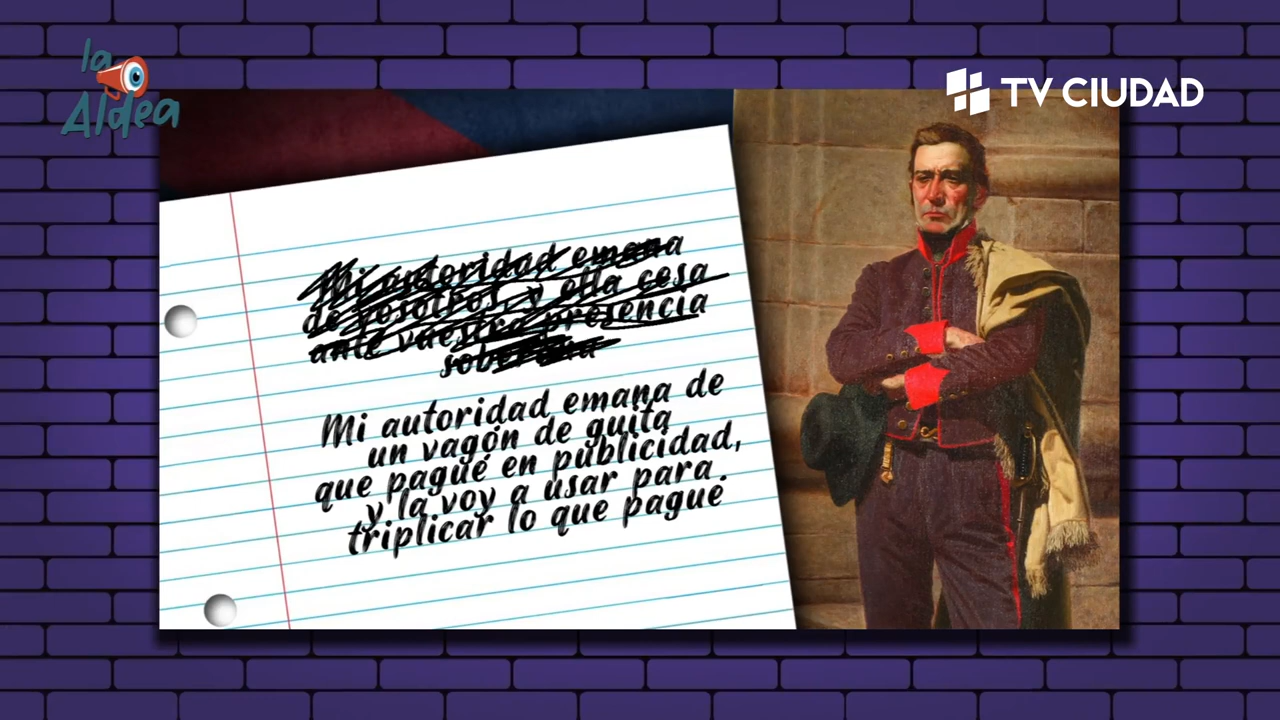 la
Aldea
TV CIUDAD
Mi autoridad emana
de vosotros, y ella cesa
ante vuestra presencia
soberana
Mi autoridad emana de
un vagón de guita
que pagué en publicidad,
y la voy a usar para
triplicar lo que pagué